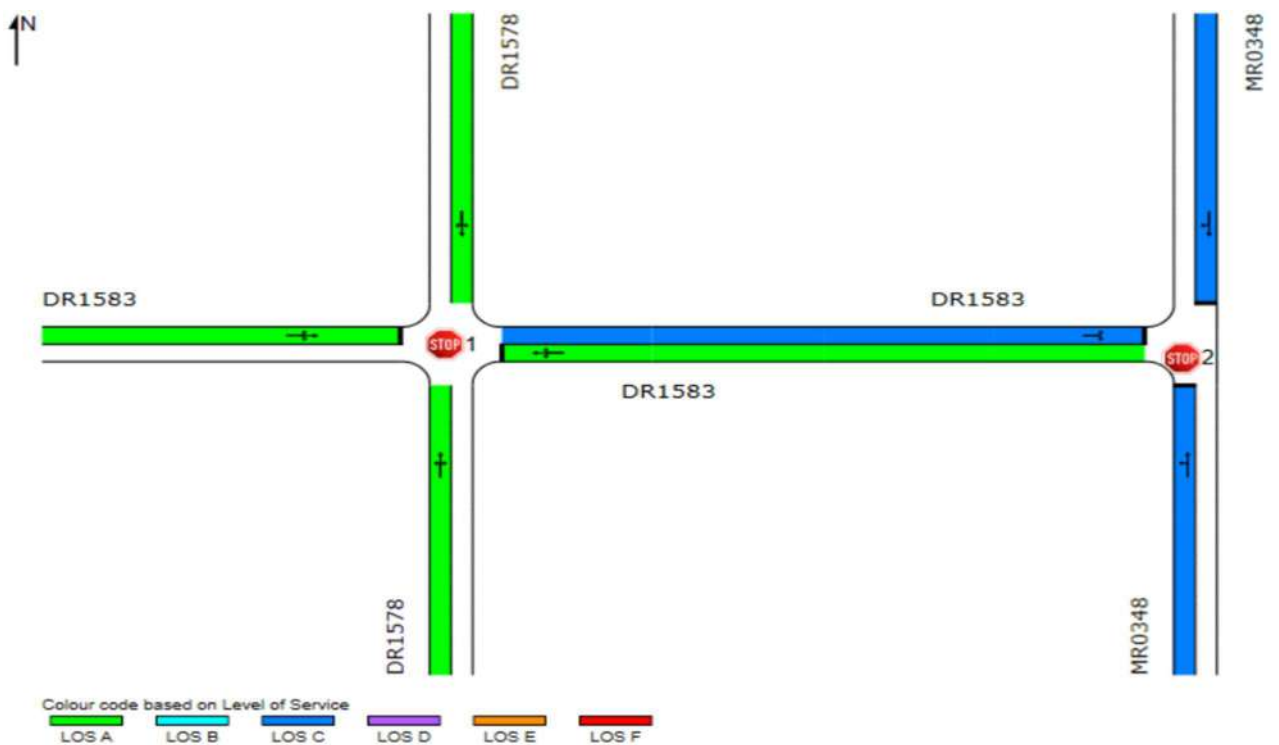 N
DR1578
MR0348
DR1583
DR1583
STOP 1
STOP 2
DR1583
DR1578
MR0348
Colour code based on Level of Service
LOS A LOS B LOS C LOS D LOS E LOS F